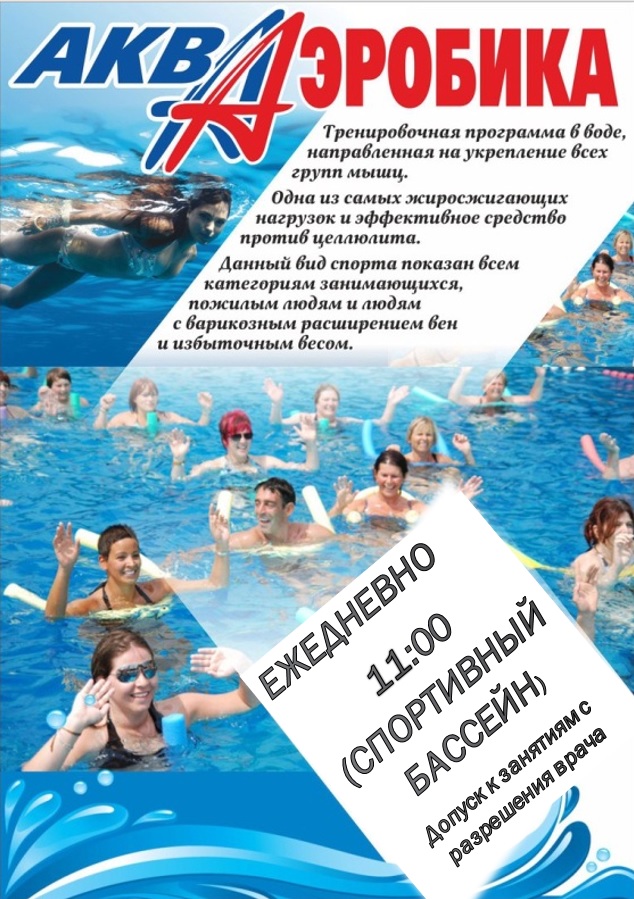 АКВАЭРОБИКА
Тренировочная программа в воде,
направленная на укрепление всех
групп мышц.
Одна из самых жиросжигающих
нагрузок и эффективное средство
против целлюлита.
Данный вид спорта показан всем
категориям занимающихся,
пожилым людям и людям
с варикозным расширением вен
и избыточным весом.
ЕЖЕДНЕВНО
11:00
(СПОРТИВНЫЙ
БАССЕЙН)
Допуск к занятиям с
разрешения врача